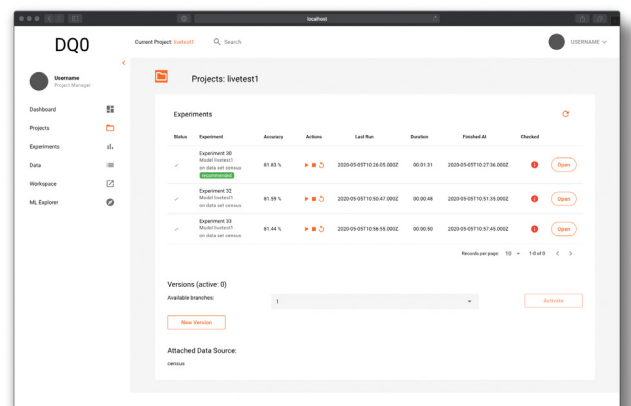 localhost
DQ0
Current Project: livetest1
Search
USERNAME
Username
Project Manager
Dashboard
Projects
Experiments
Data
Workspace
ML Explorer
Projects: livetest1
Experiments
Status Experiment Accuracy Actions Last Run Duration Finished At Checked
Experiment 30
Model livetest1
on data set census
recommended
81.83 % 2020-05-05T10:26:05.000Z 00:01:31 2020-05-05T10:27:36.000Z Open
Experiment 32
Model livetest1
on data set census
81.59 % 2020-05-05T10:50:47.000Z 00:00:48 2020-05-05T10:51:35.000Z Open
Experiment 33
Model livetest1
on data set census
81.44 % 2020-05-05T10:56:55.000Z 00:00:50 2020-05-05T10:57:45.000Z Open
Records per page: 10 1-0 of 0
Versions (active: 0)
Available branches:
1
Activate
New Version
Attached Data Source:
census